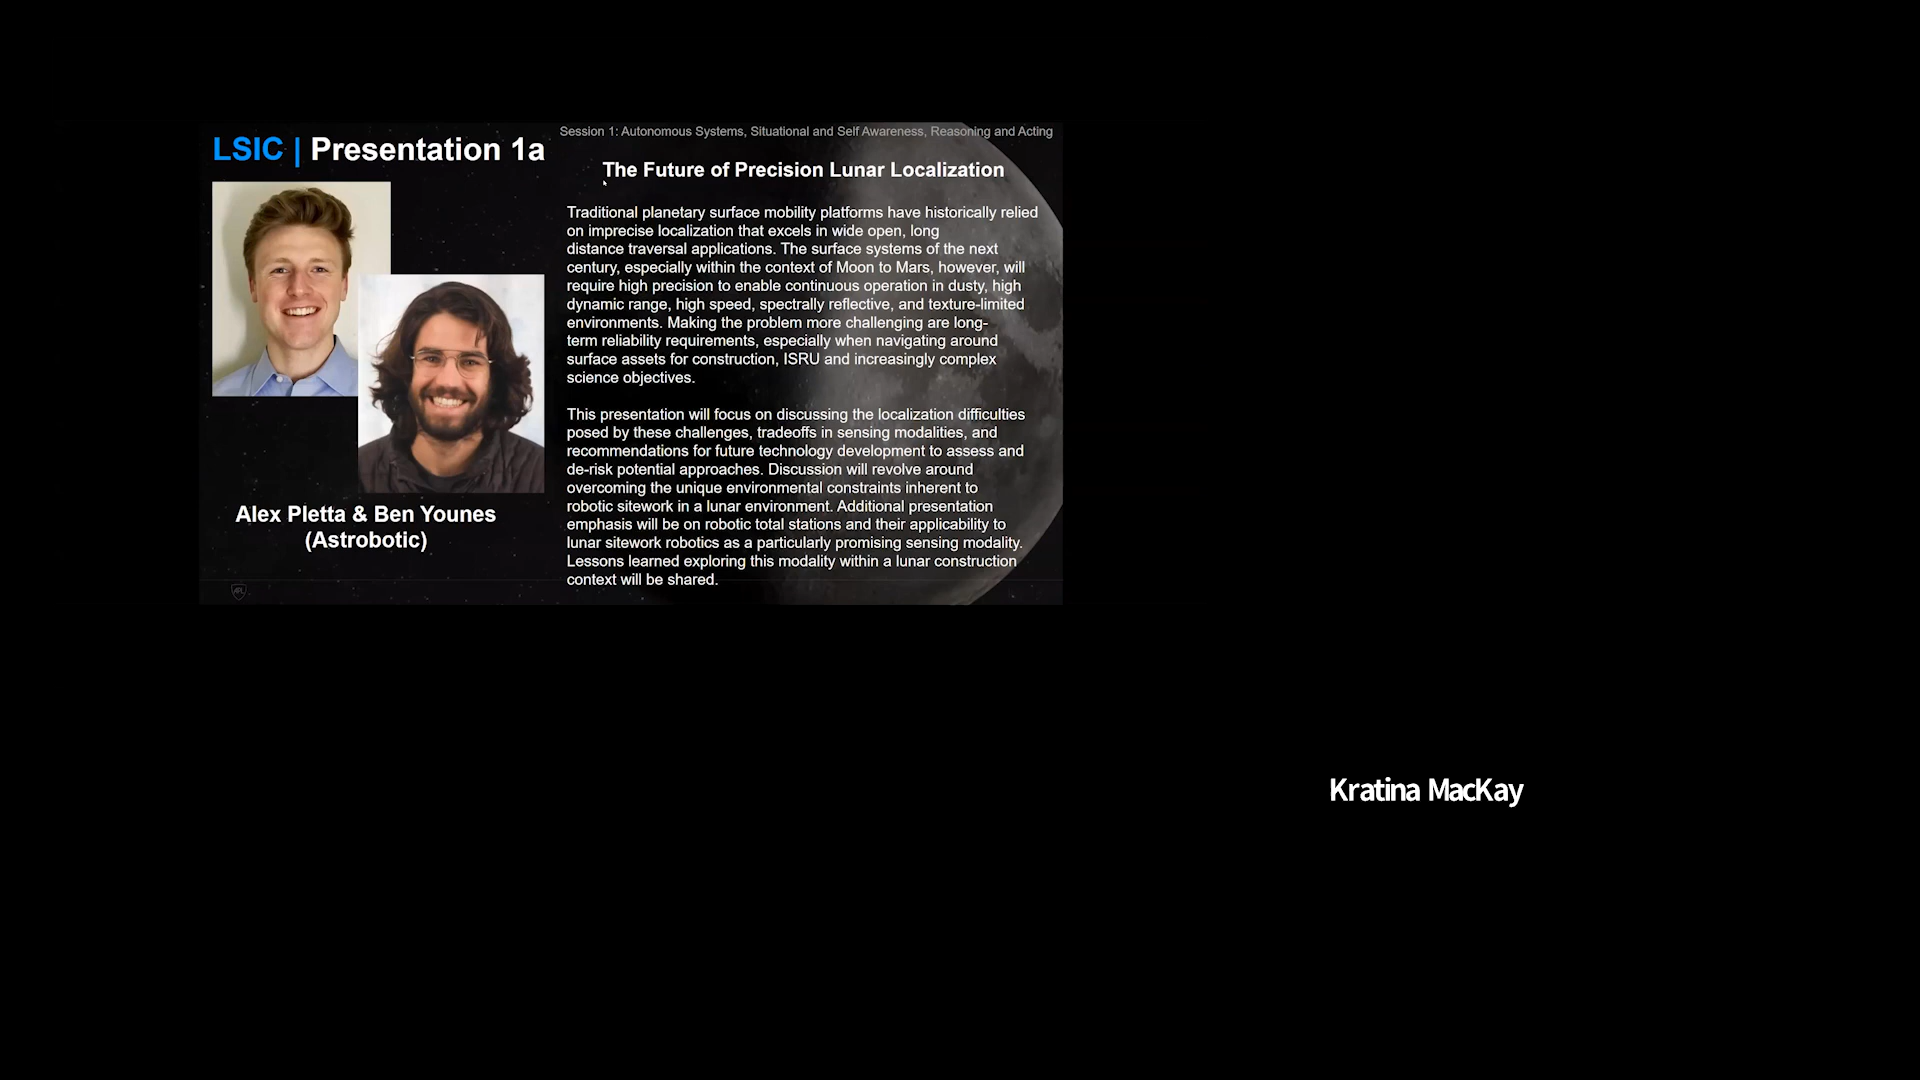 LSIC | Presentation 1a
Alex Pletta & Ben Younes
(Astrobotic)
APL
Session 1: Autonomous Systems, Situational and Self Awareness, Reasoning and Acting
The Future of Precision Lunar Localization
Traditional planetary surface mobility platforms have historically relied
on imprecise localization that excels in wide open, long
distance traversal applications. The surface systems of the next
century, especially within the context of Moon to Mars, however, will
require high precision to enable continuous operation in dusty, high
dynamic range, high speed, spectrally reflective, and texture-limited
environments. Making the problem more challenging are long-
term reliability requirements, especially when navigating around
surface assets for construction, ISRU and increasingly complex
science objectives.
This presentation will focus on discussing the localization difficulties
posed by these challenges, tradeoffs in sensing modalities, and
recommendations for future technology development to assess and
de-risk potential approaches. Discussion will revolve around
overcoming the unique environmental constraints inherent to
robotic sitework in a lunar environment. Additional presentation
emphasis will be on robotic total stations and their applicability to
lunar sitework robotics as a particularly promising sensing modality.
Lessons learned exploring this modality within a lunar construction
context will be shared.
Kratina MacKay